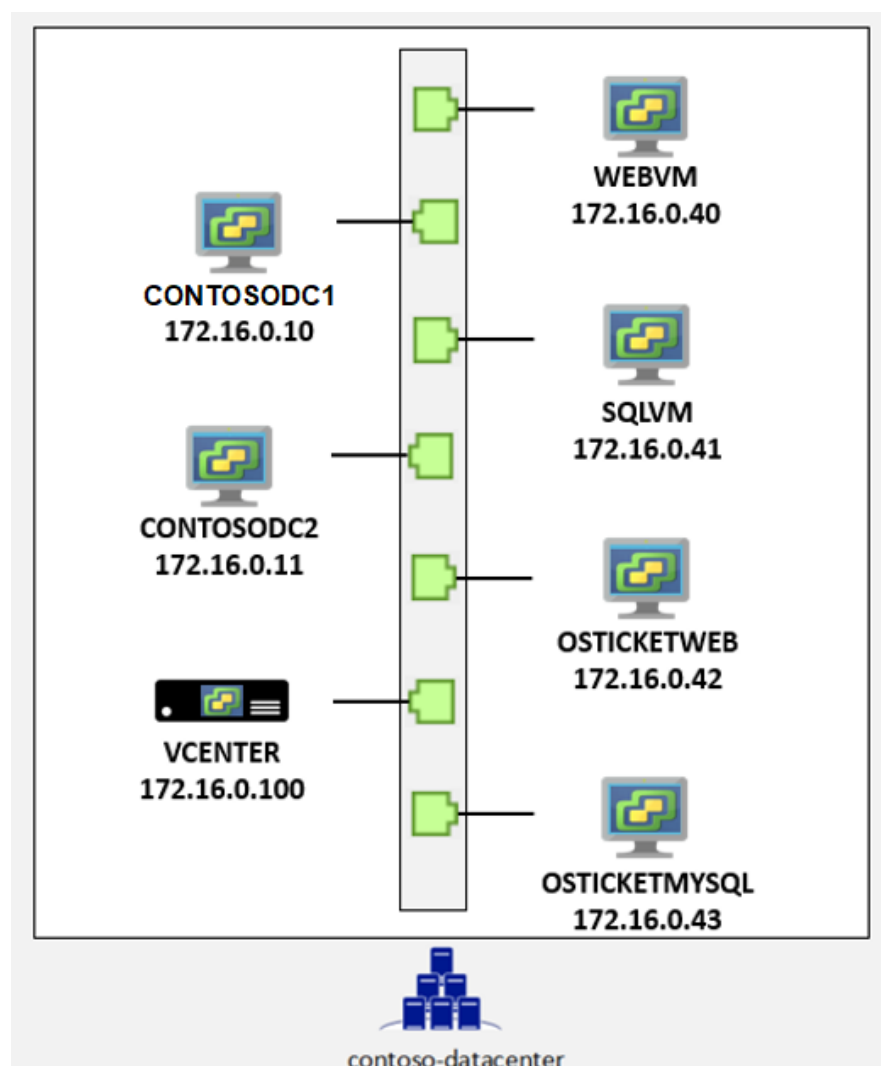 WEBVM
172.16.0.40
CONTOSODC1
172.16.0.10
SQLVM
172.16.0.41
CONTOSODC2
172.16.0.11
OSTICKETWEB
172.16.0.42
VCENTER
172.16.0.100
OSTICKETMYSQL
172.16.0.43
contoso-datacenter